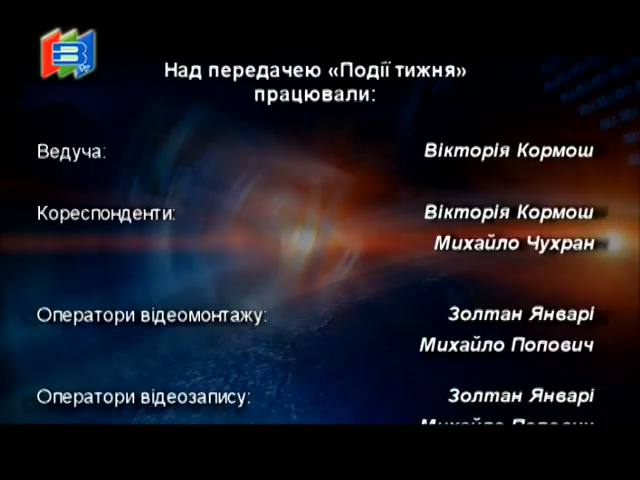 Над передачею «Події тижня»
працювали:
Ведуча: Вікторія Кормош
Кореспонденти: Вікторія Кормош
Михайло Чухран
Оператори відеомонтажу: Золтан Январі
Михайло Попович
Оператори відеозапису: Золтан Январі